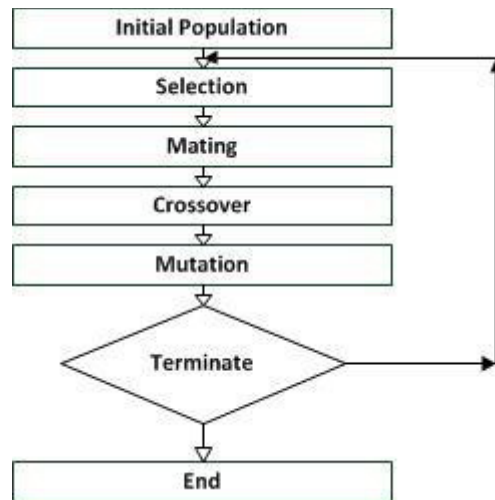 Initial Population
Selection
Mating
Crossover
Mutation
Terminate
End